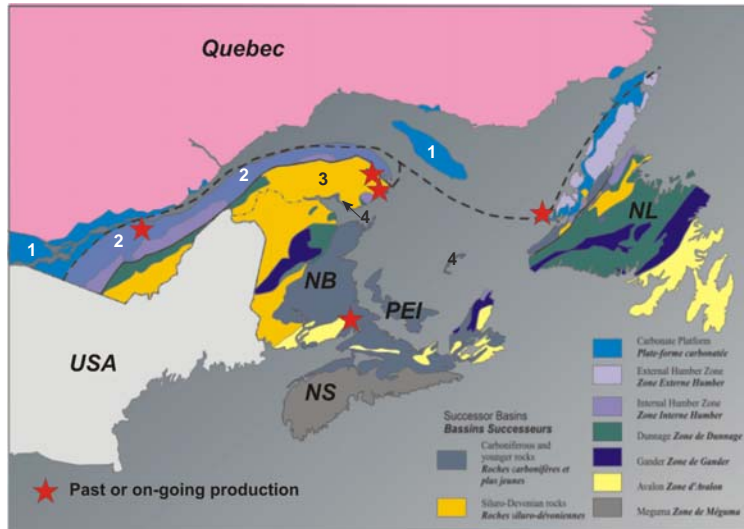 Quebec
1
2
3
2
4
1
4
NL
NB
PEI
1
USA
NS
Carbonate Platform
Plate-forme carbonatée
External Humber Zone
Zone Externe Humber
Internal Humber Zone
Zone Interne Humber
Dunnage Zone de Dunnage
Gander Zone de Gander
Avalon Zone d'Avalon
Meguma Zone de Méguma
Successor Basins
Bassins Successeurs
Carboniferous and
younger rocks
Roches carbonifères et
plus jeunes
Siluro-Devonian rocks
Roches siluro-dévoniennes
Past or on-going production